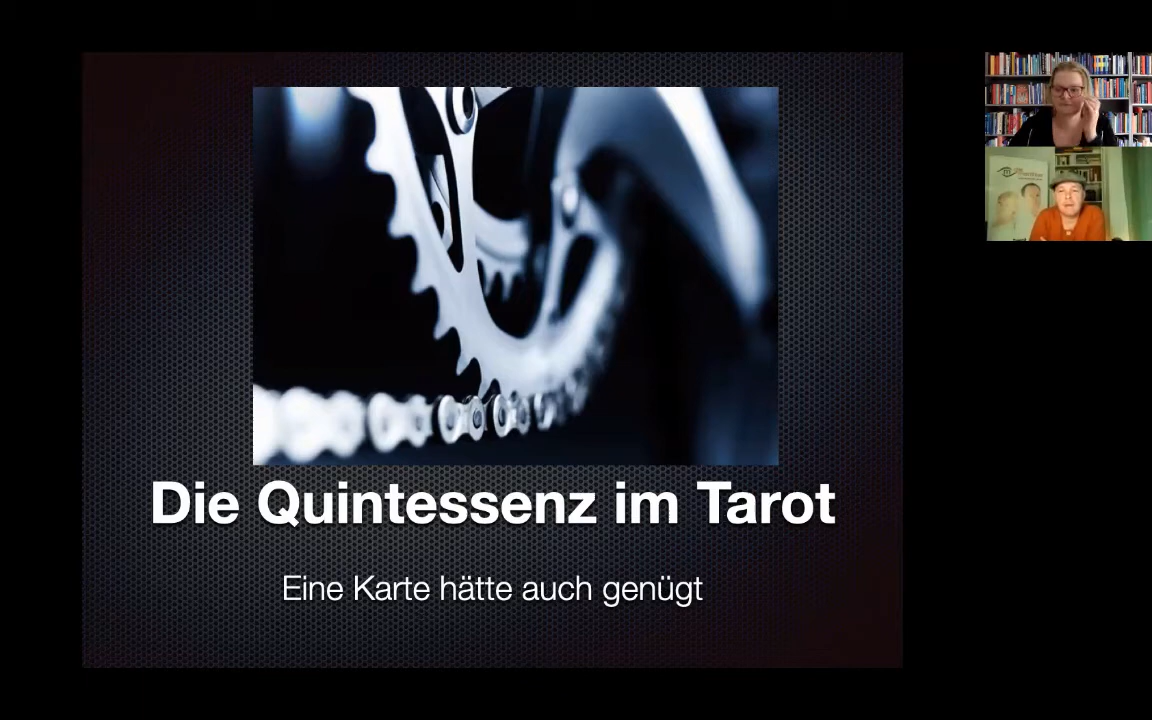 Die Quintessenz im Tarot
Eine Karte hätte auch genügt